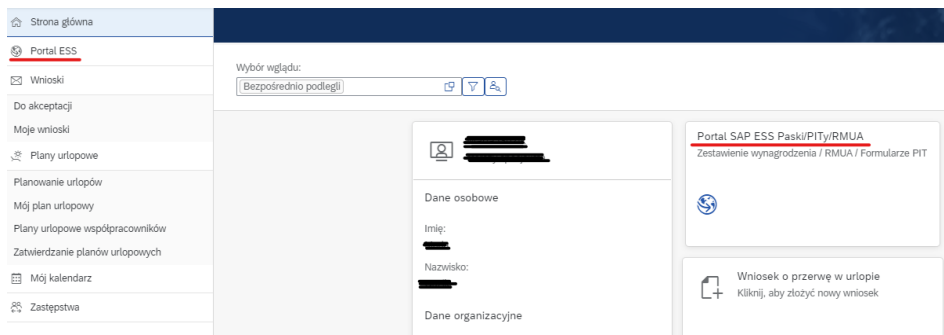 Strona główna
Portal ESS
Wnioski
Do akceptacji
Moje wnioski
Plany urlopowe
Planowanie urlopów
Mój plan urlopowy
Plany urlopowe współpracowników
Zatwierdzanie planów urlopowych
Mój kalendarz
Zastępstwa
Wybór wglądu:
Bezpośrednio podlegli
Dane osobowe
Imię:
Nazwisko:
Dane organizacyjne
Portal SAP ESS Paski/PITy/RMUA
Zestawienie wynagrodzenia / RMUA / Formularze PIT
Wniosek o przerwę w urlopie
Kliknij, aby złożyć nowy wniosek